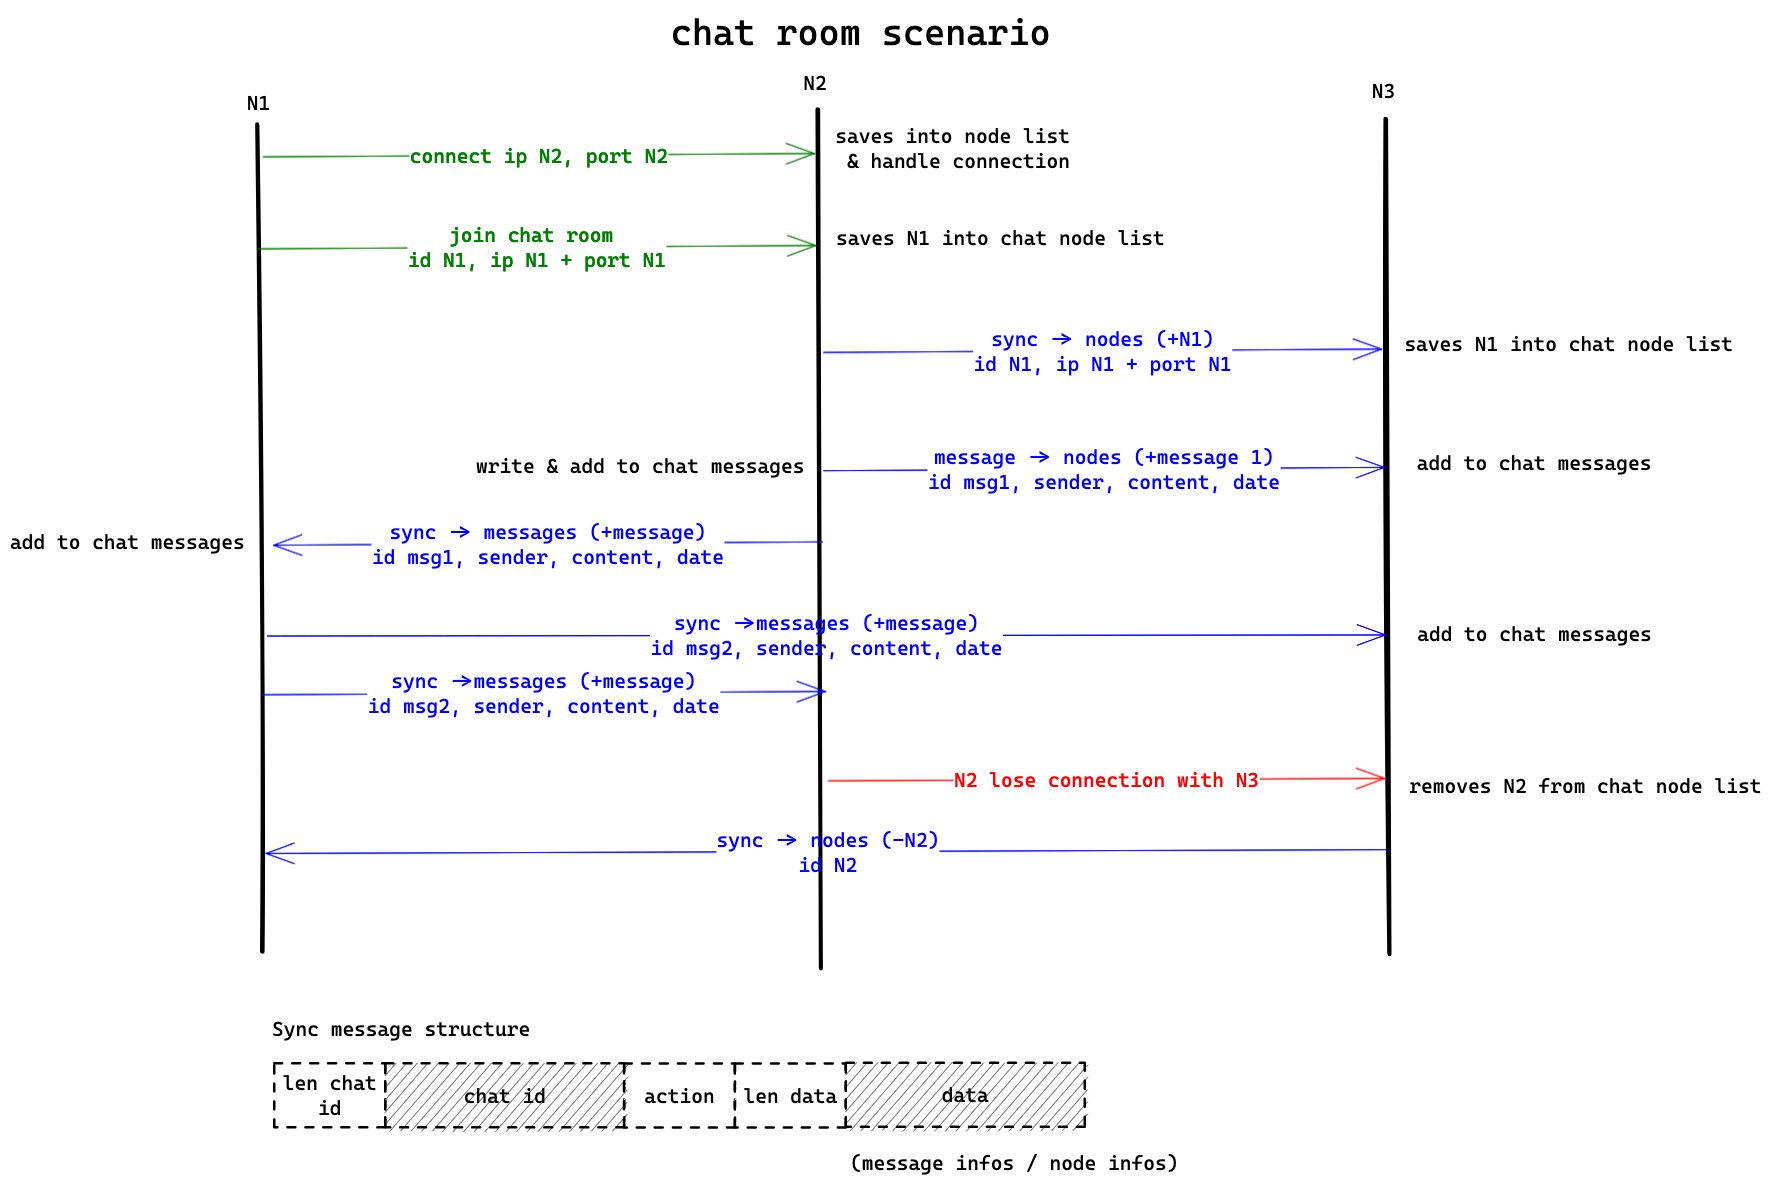 chat room scenario
N1
N2
N3
connect ip N2, port N2
saves into node list
& handle connection
join chat room
id N1, ip N1 + port N1
saves N1 into chat node list
sync → nodes (+N1)
id N1, ip N1 + port N1
saves N1 into chat node list
write & add to chat messages
message → nodes (+message 1)
id msg1, sender, content, date
add to chat messages
add to chat messages
sync → messages (+message)
id msg1, sender, content, date
sync →messages (+message)
id msg2, sender, content, date
add to chat messages
sync →messages (+message)
id msg2, sender, content, date
N2 lose connection with N3
removes N2 from chat node list
sync → nodes (-N2)
id N2
Sync message structure
len chat
id
chat id
action
len data
data
(message infos / node infos)